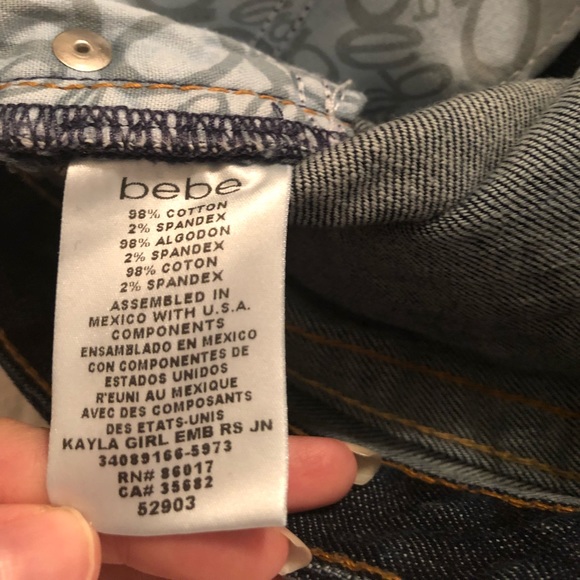 bebe
98% COTTON
2% SPANDEX
98% ALGODON
2% SPANDEX
98% COTON
2% SPANDEX
ASSEMBLED IN
MEXICO WITH U.S.A.
COMPONENTS
ENSAMBLADO EN MEXICO
CON COMPONENTES DE
ESTADOS UNIDOS
R'EUNI AU MEXIQUE
AVEC DES COMPOSANTS
DES ETATS-UNIS
KAYLA GIRL EMB RS JN
34089166-5973
RN# 86017
CA# 35682
52903